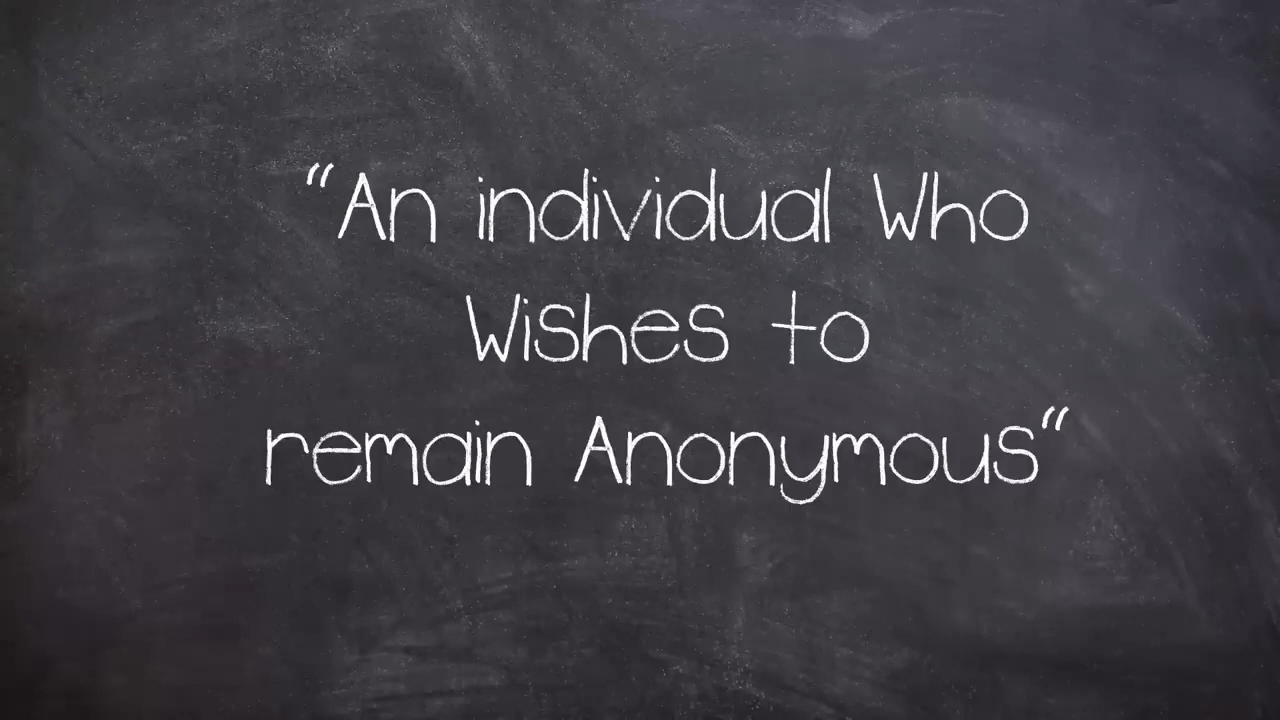 “An individual Who
Wishes to
remain Anonymous“